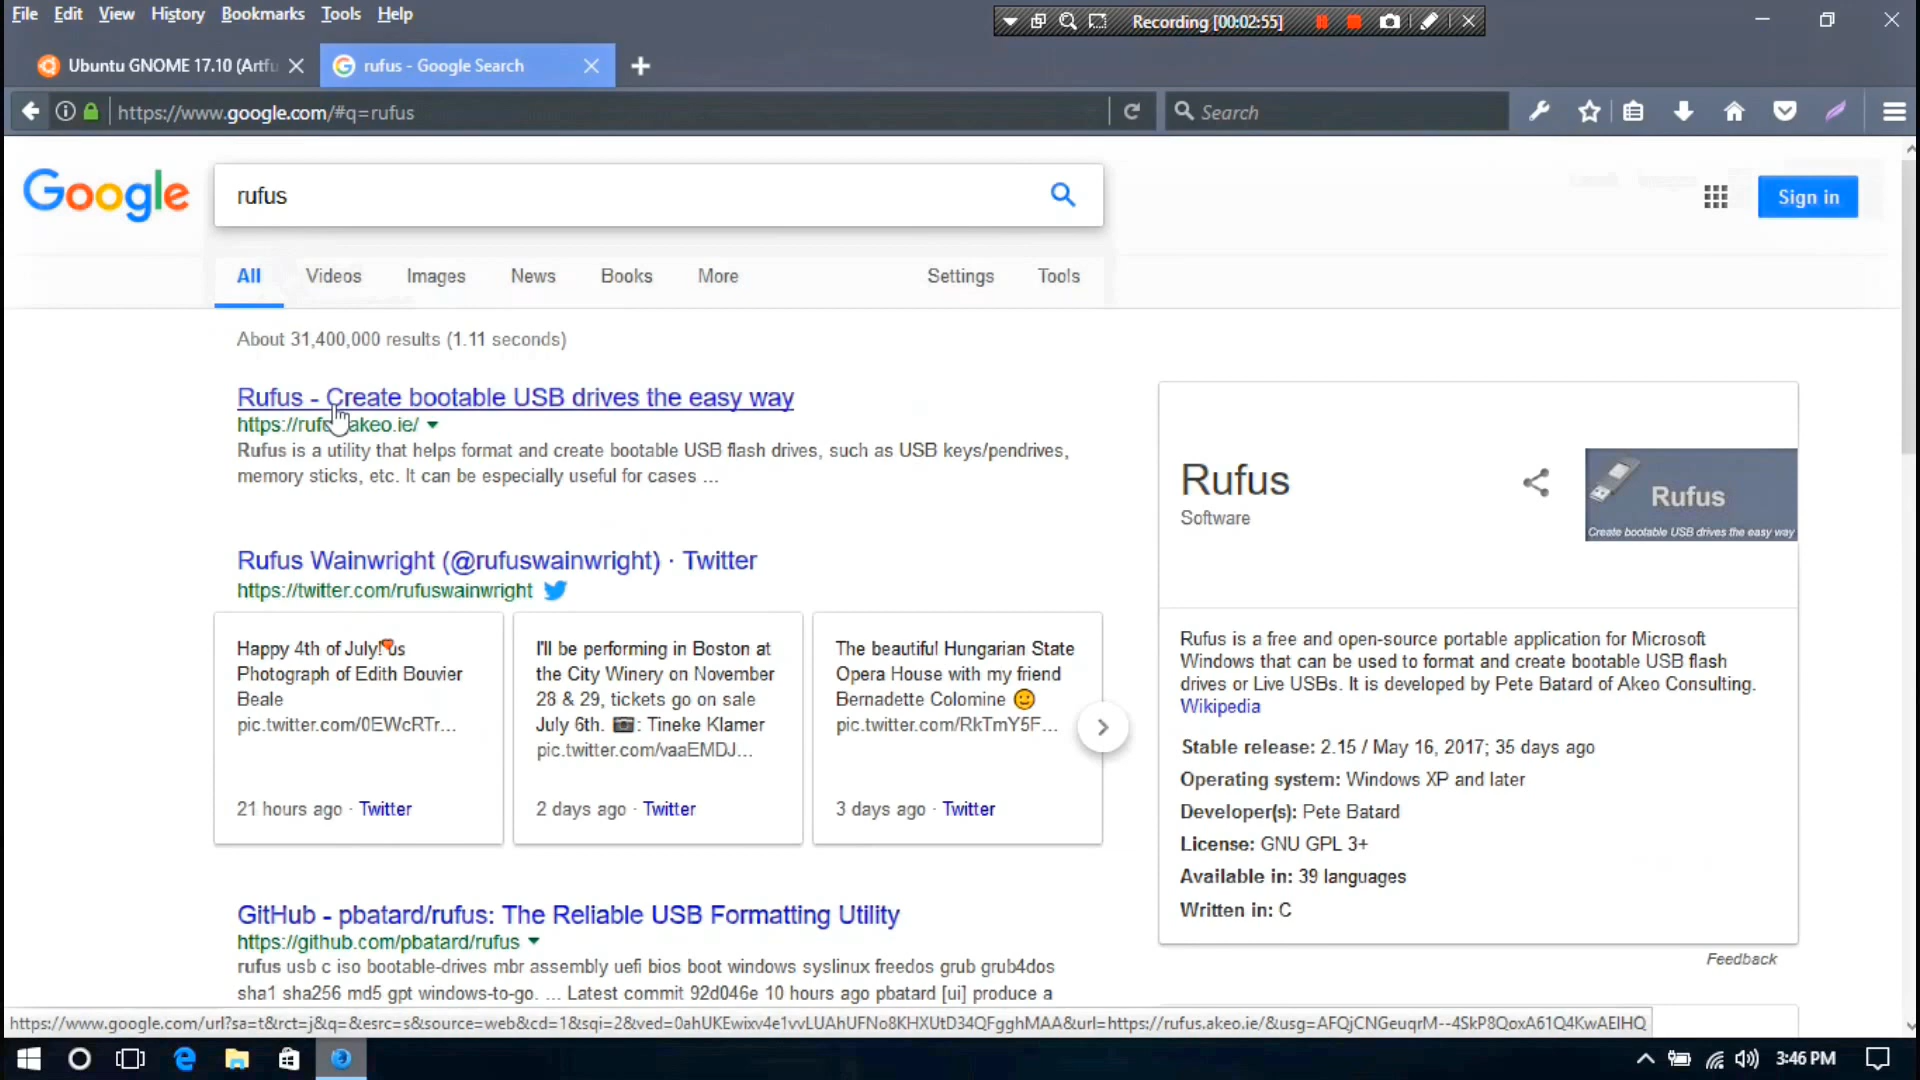 File Edit View History Bookmarks Tools Help
Recording [00:02:55]
Ubuntu GNOME 17.10 (Artfu
rufus - Google Search
https://www.google.com/#q=rufus
Search
Google
rufus
Sign in
All Videos Images News Books More Settings Tools
About 31,400,000 results (1.11 seconds)
Rufus - Create bootable USB drives the easy way
https://rufus.akeo.ie/
Rufus is a utility that helps format and create bootable USB flash drives, such as USB keys/pendrives,
memory sticks, etc. It can be especially useful for cases ...
Rufus Wainwright (@rufuswainwright) · Twitter
https://twitter.com/rufuswainwright
Happy 4th of July! us
Photograph of Edith Bouvier
Beale
pic.twitter.com/0EWcRTr...
21 hours ago · Twitter
I'll be performing in Boston at
the City Winery on November
28 & 29, tickets go on sale
July 6th. 📷: Tineke Klamer
pic.twitter.com/vaaEMDJ...
2 days ago · Twitter
The beautiful Hungarian State
Opera House with my friend
Bernadette Colomine 🙂
pic.twitter.com/RkTmY5F...
3 days ago · Twitter
GitHub - pbatard/rufus: The Reliable USB Formatting Utility
https://github.com/pbatard/rufus
rufus usb c iso bootable-drives mbr assembly uefi bios boot windows syslinux freedos grub grub4dos
sha1 sha256 md5 gpt windows-to-go. ... Latest commit 92d046e 10 hours ago pbatard [ui] produce a
Rufus
Software
Rufus
Create bootable USB drives the easy way
Rufus is a free and open-source portable application for Microsoft
Windows that can be used to format and create bootable USB flash
drives or Live USBs. It is developed by Pete Batard of Akeo Consulting.
Wikipedia
Stable release: 2.15 / May 16, 2017; 35 days ago
Operating system: Windows XP and later
Developer(s): Pete Batard
License: GNU GPL 3+
Available in: 39 languages
Written in: C
Feedback
https://www.google.com/url?sa=t&rct=j&q=&esrc=s&source=web&cd=1&sqi=2&ved=0ahUKEwixv4e1vvLUAhUFNo8KHXUtD34QFgghMAA&url=https://rufus.akeo.ie/&usg=AFQjCNGeuqrM--4SkP8QoxA61Q4KwAEIHQ
3:46 PM